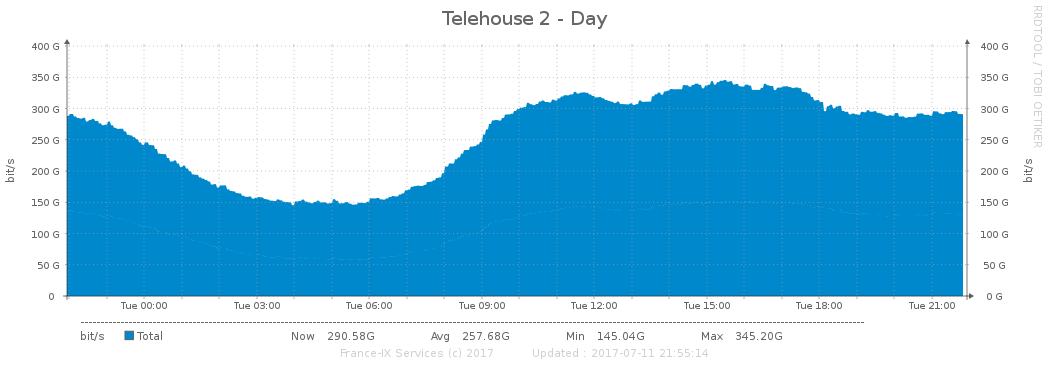 Telehouse 2 - Day
RRDTOOL / TOBI OETIKER
400 G 400 G
350 G 350 G
300 G 300 G
250 G 250 G
200 G 200 G
150 G 150 G
100 G 100 G
50 G 50 G
0 0 G
bit/s
bit/s
Tue 00:00 Tue 03:00 Tue 06:00 Tue 09:00 Tue 12:00 Tue 15:00 Tue 18:00 Tue 21:00
bit/s Total Now 290.58G Avg 257.68G Min 145.04G Max 345.20G
France-IX Services (c) 2017 Updated : 2017-07-11 21:55:14